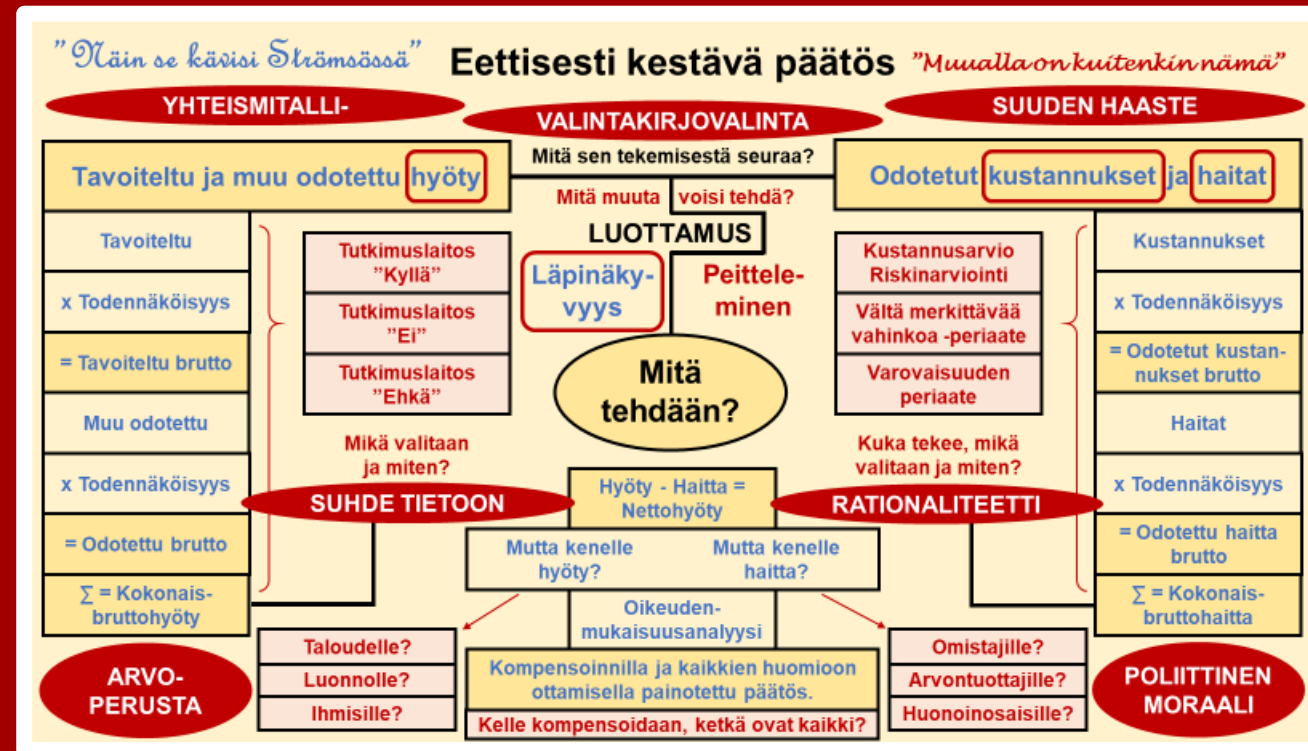 "Näin se kävisi Strömsössä"
Eettisesti kestävä päätös
"Muualla on kuitenkin nämä"
YHTEISMITALLI-
VALINTAKIRJOVALINTA
SUUDEN HAASTE
Tavoiteltu ja muu odotettu hyöty
Mitä sen tekemisestä seuraa?
Mitä muuta voisi tehdä?
Odotetut kustannukset ja haitat
LUOTTAMUS
Läpinäky-
vyys
Peittele-
minen
Mitä
tehdään?
Tavoiteltu
x Todennäköisyys
= Tavoiteltu brutto
Muu odotettu
x Todennäköisyys
= Odotettu brutto
∑ = Kokonais-
bruttohyöty
Tutkimuslaitos
"Kyllä"
Tutkimuslaitos
"Ei"
Tutkimuslaitos
"Ehkä"
Mikä valitaan
ja miten?
SUHDE TIETOON
Kustannusarvio
Riskinarviointi
Vältä merkittävää
vahinkoa -periaate
Varovaisuuden
periaate
Kuka tekee, mikä
valitaan ja miten?
RATIONALITEETTI
Kustannukset
x Todennäköisyys
= Odotetut kustan-
nukset brutto
Haitat
x Todennäköisyys
= Odotettu haitta
brutto
∑ = Kokonais-
bruttohaitta
Hyöty - Haitta =
Nettohyöty
Mutta kenelle
hyöty?
Mutta kenelle
haitta?
Oikeuden-
mukaisuusanalyysi
Kompensoinnilla ja kaikkien huomioon
ottamisella painotettu päätös.
Kelle kompensoidaan, ketkä ovat kaikki?
ARVO-
PERUSTA
Taloudelle?
Luonnolle?
Ihmisille?
Omistajille?
Arvontuottajille?
Huonoinosaisille?
POLIITTINEN
MORAALI